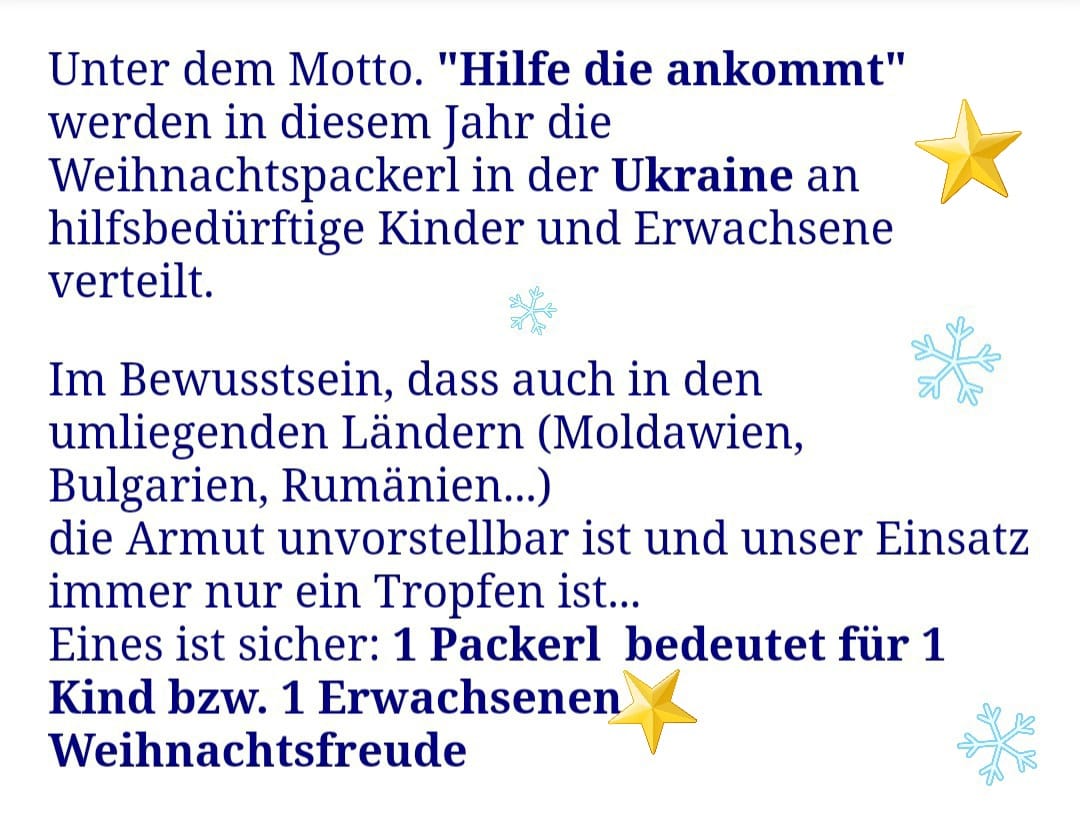 Unter dem Motto. "Hilfe die ankommt"
werden in diesem Jahr die
Weihnachtspackerl in der Ukraine an
hilfsbedürftige Kinder und Erwachsene
verteilt.
Im Bewusstsein, dass auch in den
umliegenden Ländern (Moldawien,
Bulgarien, Rumänien...)
die Armut unvorstellbar ist und unser Einsatz
immer nur ein Tropfen ist...
Eines ist sicher: 1 Packerl  bedeutet für 1
Kind bzw. 1 Erwachsenen
Weihnachtsfreude